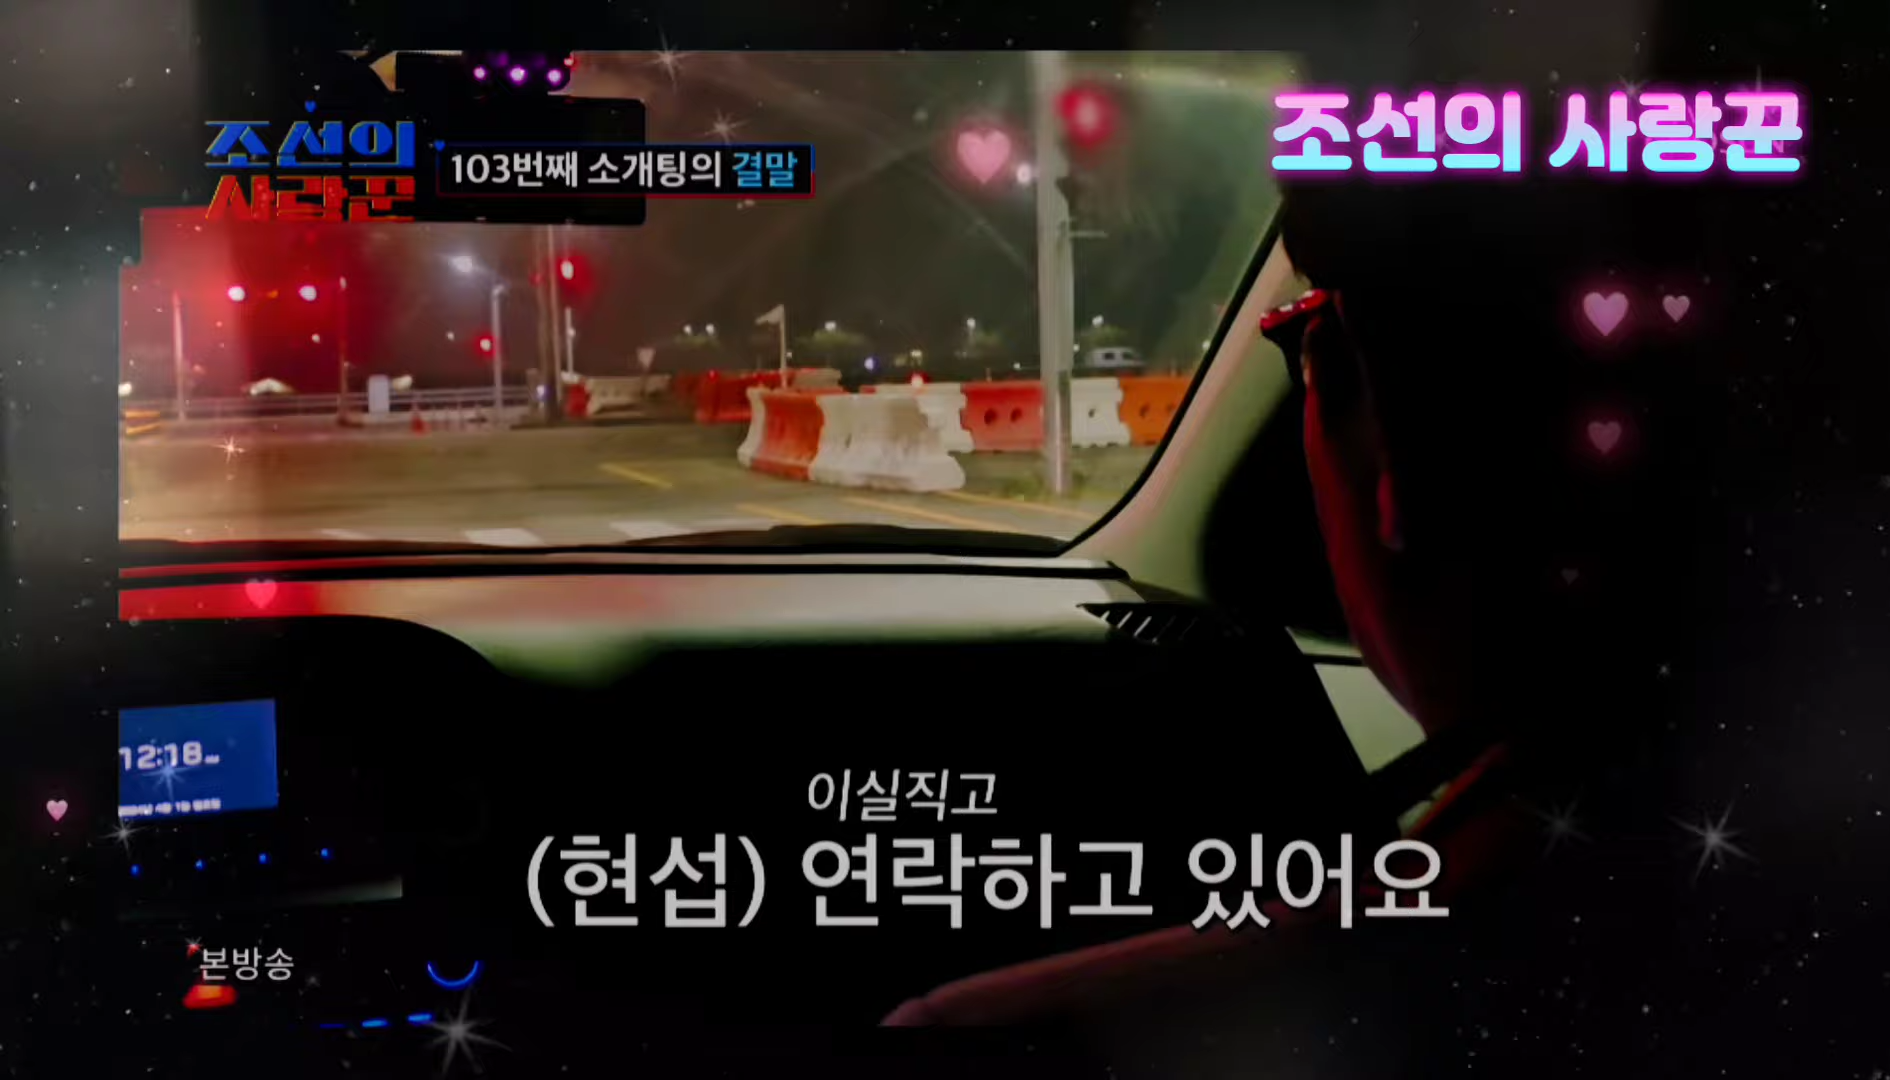 조선의
사랑꾼
103번째 소개팅의 결말
조선의 사랑꾼
12:18
이실직고
(현섭) 연락하고 있어요
본방송